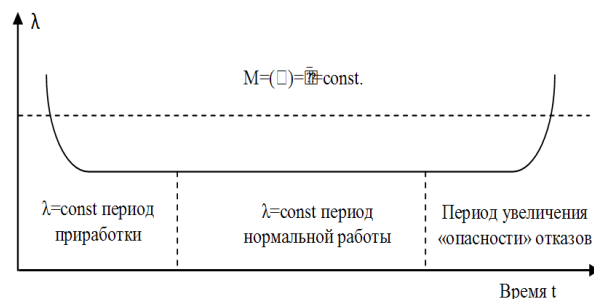 λ
M=(□)= =const.
λ=const период
приработки
λ=const период
нормальной работы
Период увеличения
«опасности» отказов
Время t